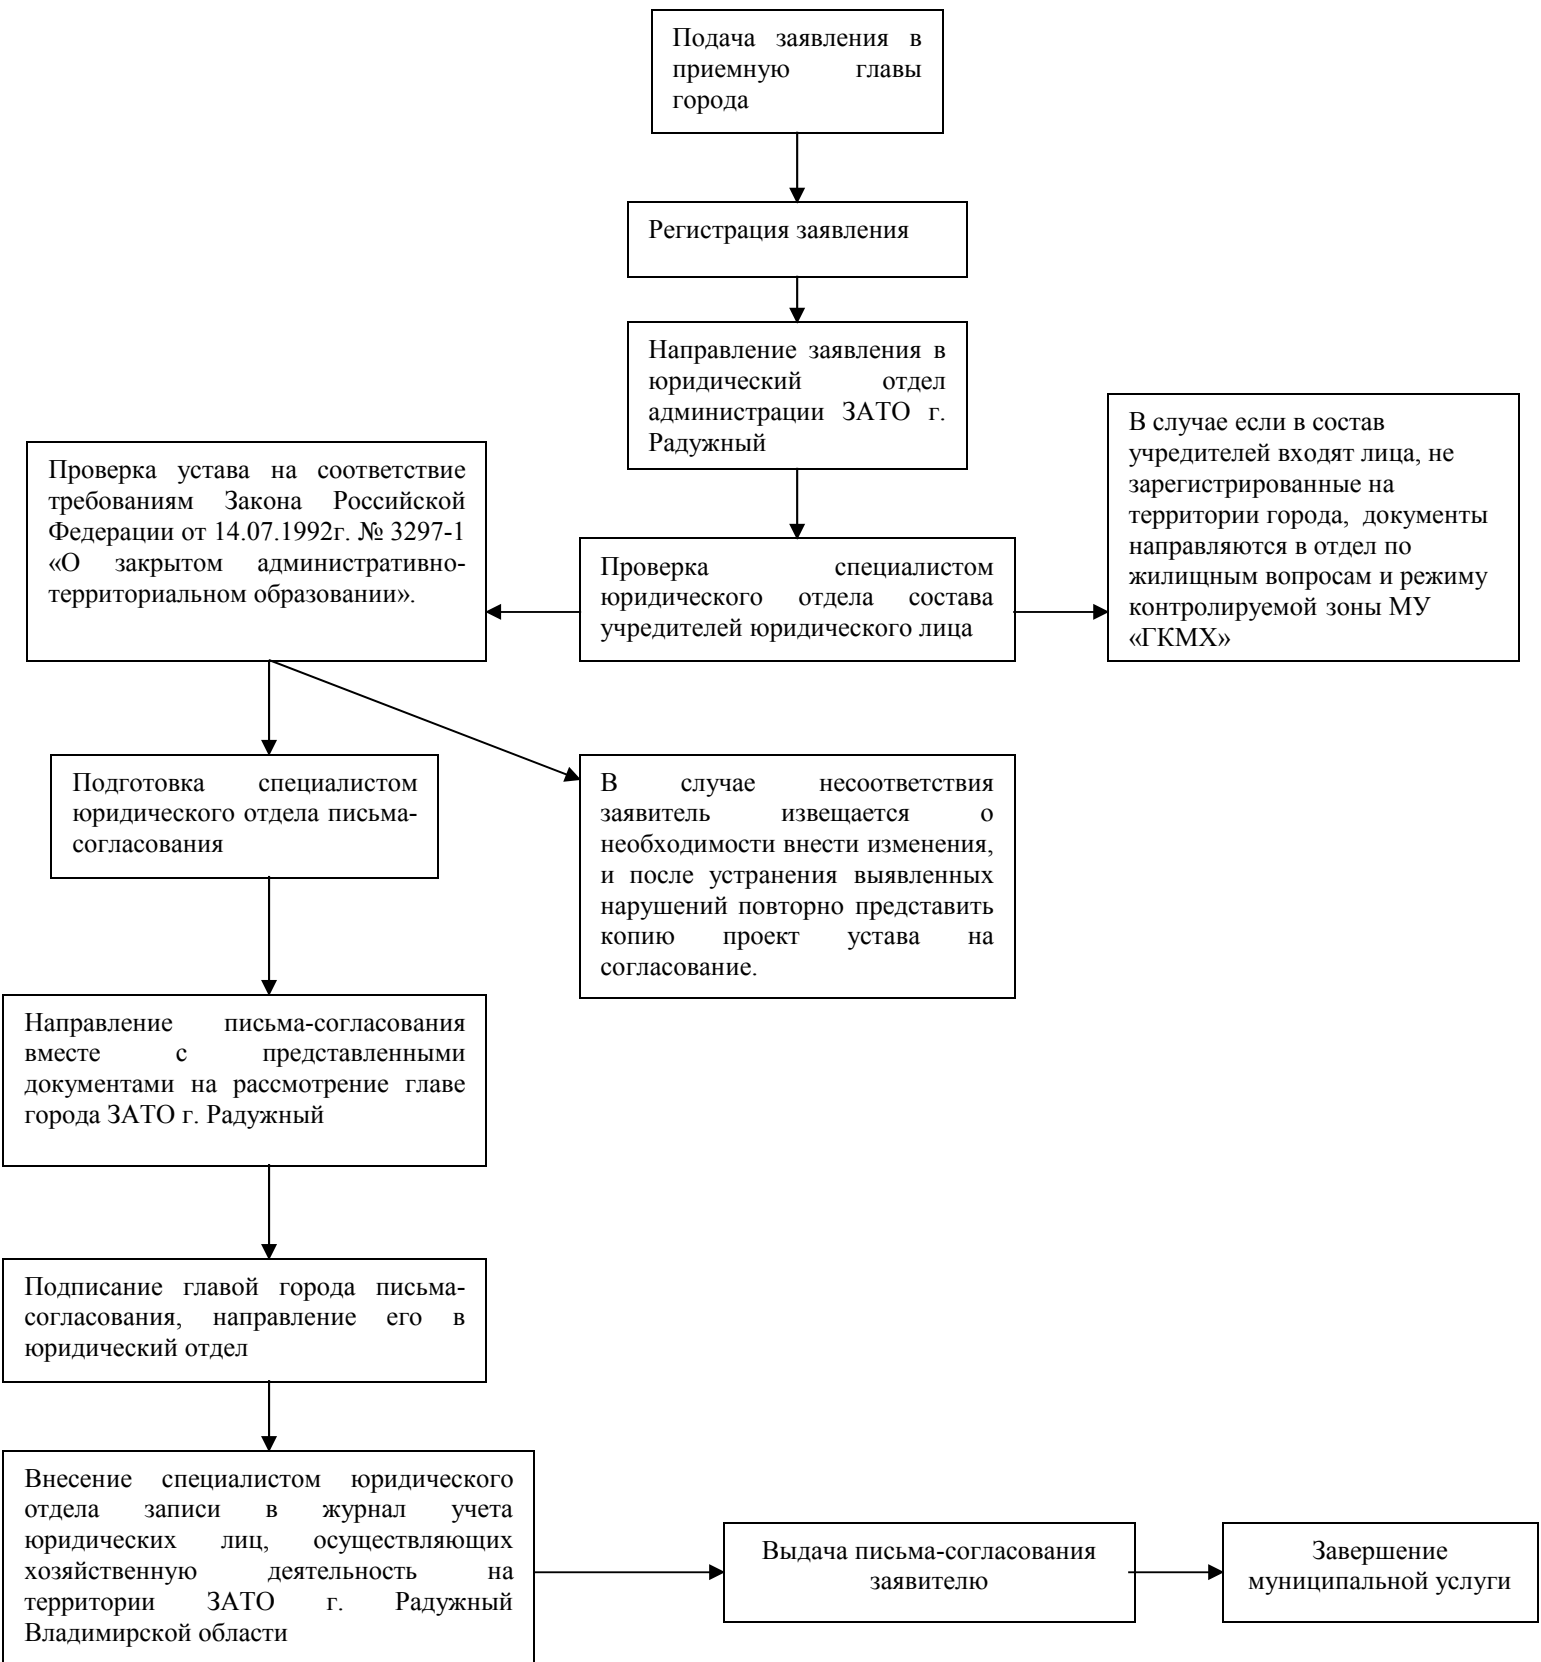 Подача заявления в
приемную главы
города
Регистрация заявления
Направление заявления в
юридический отдел
администрации ЗАТО г.
Радужный
В случае если в состав
учредителей входят лица, не
зарегистрированные на
территории города, документы
направляются в отдел по
жилищным вопросам и режиму
контролируемой зоны МУ
«ГКМХ»
Проверка устава на соответствие
требованиям Закона Российской
Федерации от 14.07.1992г. № 3297-1
«О закрытом административно-
территориальном образовании».
Проверка специалистом
юридического отдела состава
учредителей юридического лица
Подготовка специалистом
юридического отдела письма-
согласования
В случае несоответствия
заявитель извещается о
необходимости внести изменения,
и после устранения выявленных
нарушений повторно представить
копию проект устава на
согласование.
Направление письма-согласования
вместе с представленными
документами на рассмотрение главе
города ЗАТО г. Радужный
Подписание главой города письма-
согласования, направление его в
юридический отдел
Внесение специалистом юридического
отдела записи в журнал учета
юридических лиц, осуществляющих
хозяйственную деятельность на
территории ЗАТО г. Радужный
Владимирской области
Выдача письма-согласования
заявителю
Завершение
муниципальной услуги